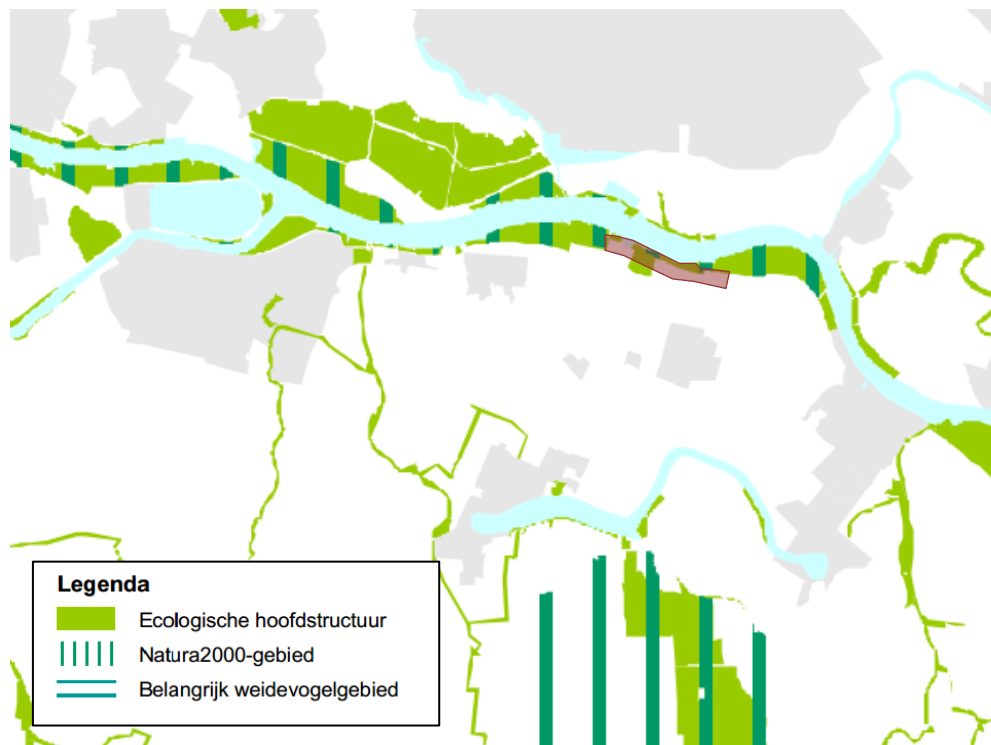 Legenda
Ecologische hoofdstructuur
Natura2000-gebied
Belangrijk weidevogelgebied